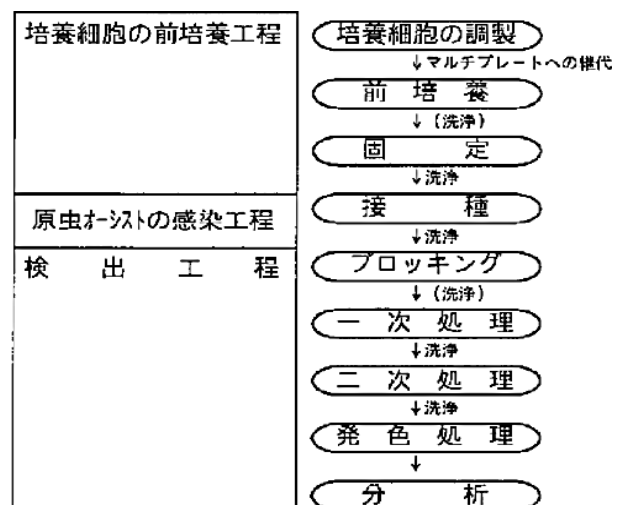 培養細胞の前培養工程
培養細胞の調製
↓マルチプレートへの継代
前培養
↓(洗浄)
固定
↓洗浄
原虫ｵｰｼｽﾄの感染工程
接種
↓洗浄
検出工程
ブロッキング
↓(洗浄)
一次処理
↓洗浄
二次処理
↓洗浄
発色処理
↓
分析